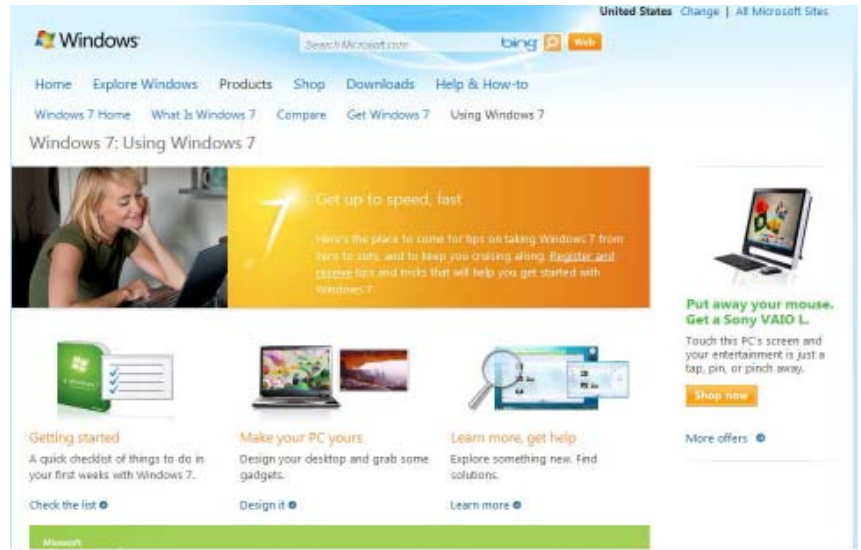 United States Change | All Microsoft Sites
Windows
Search Microsoft.com
bing
Web
Home Explore Windows Products Shop Downloads Help & How-to
Windows 7 Home What Is Windows 7 Compare Get Windows 7 Using Windows 7
Windows 7: Using Windows 7
7
Get up to speed, fast
Here's the place to come for tips on taking Windows 7 from
zero to sixty, and to keep you cruising along. Register and
receive tips and tricks that will help you get started with
Windows 7.
Put away your mouse.
Get a Sony VAIO L.
Touch this PC's screen and
your entertainment is just a
tap, pin, or pinch away.
Shop now
More offers
Getting started
A quick checklist of things to do in
your first weeks with Windows 7.
Check the list
Make your PC yours
Design your desktop and grab some
gadgets.
Design it
Learn more, get help
Explore something new. Find
solutions.
Learn more
Microsoft